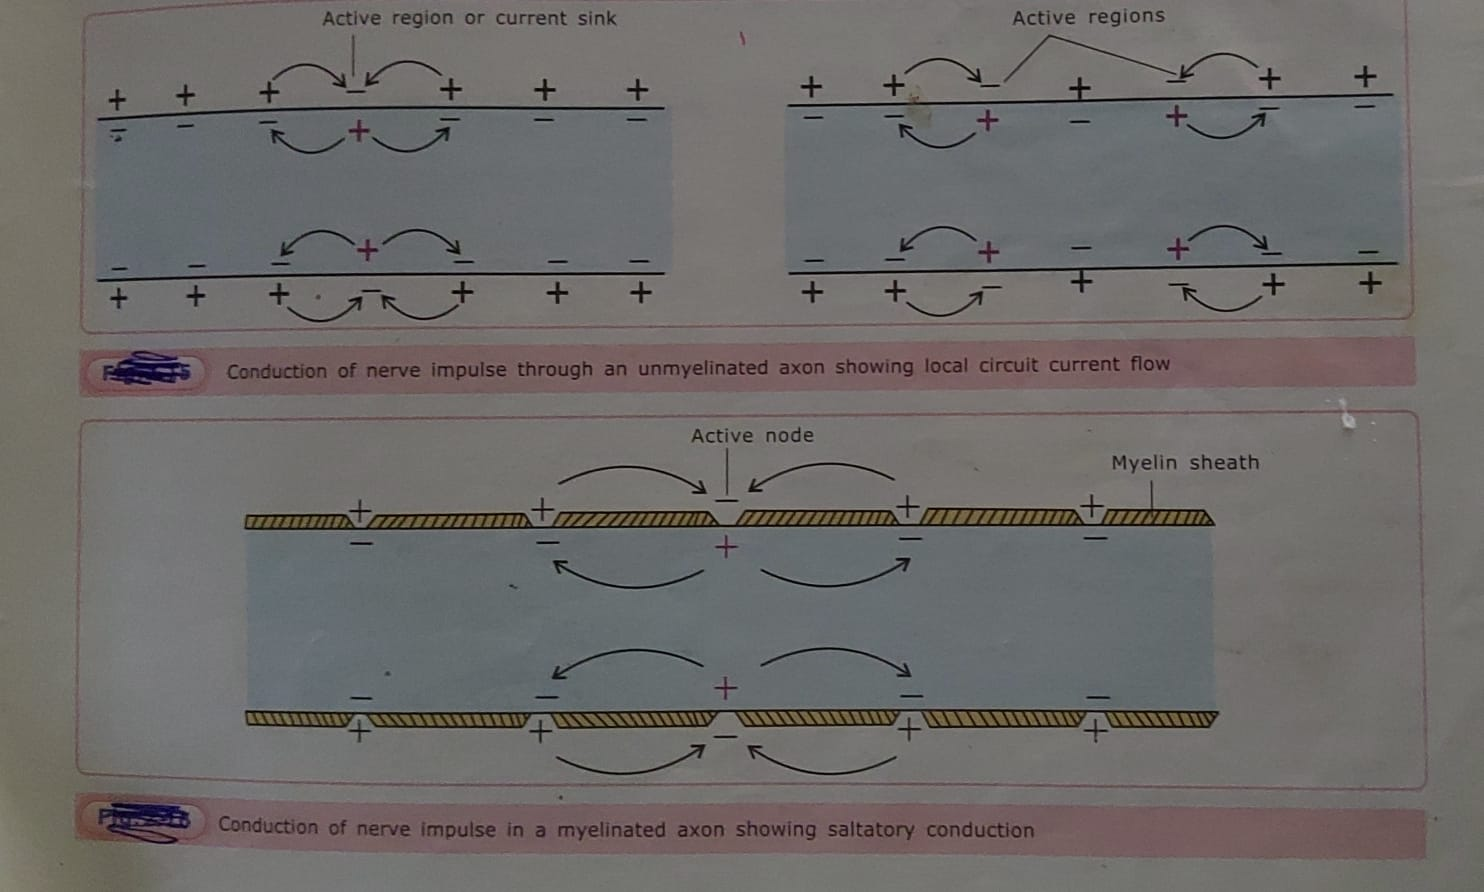 Active region or current sink
Active regions
Conduction of nerve impulse through an unmyelinated axon showing local circuit current flow
Active node
Myelin sheath
Conduction of nerve impulse in a myelinated axon showing saltatory conduction